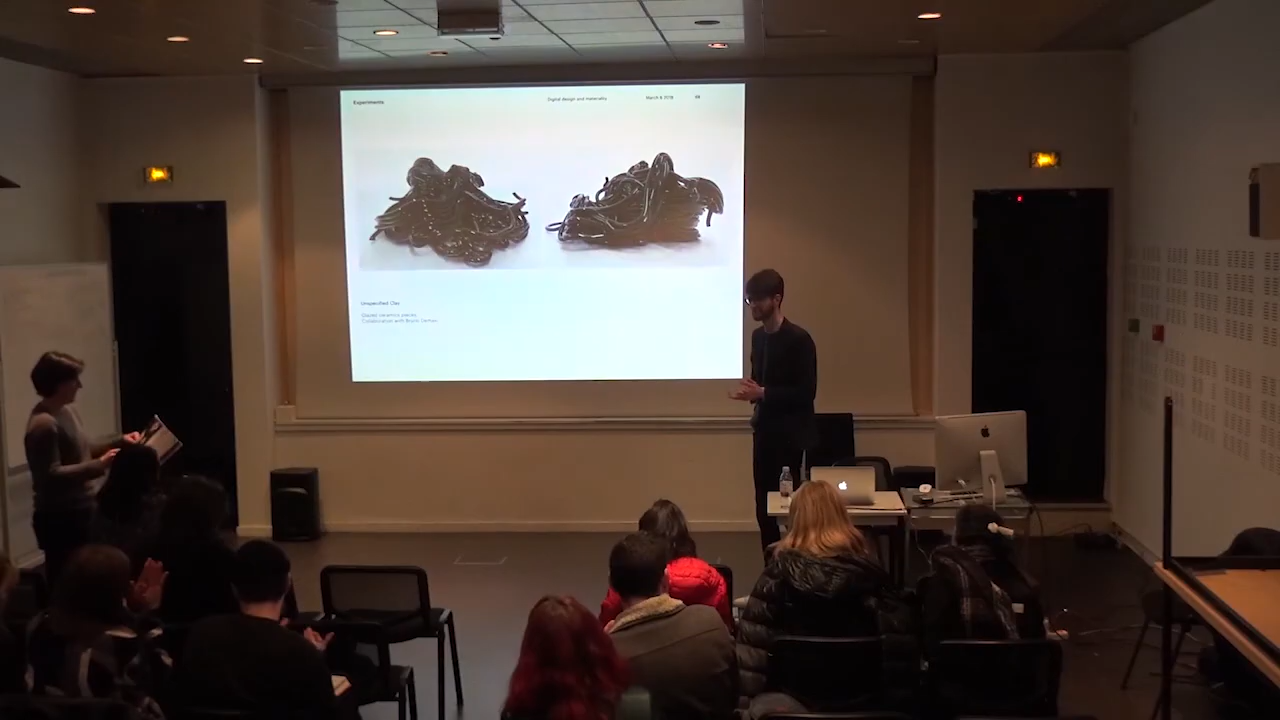 Experiments
Digital design and materiality
March 8 2018
Unspecified Clay
Glazed ceramics pieces
Collaboration with